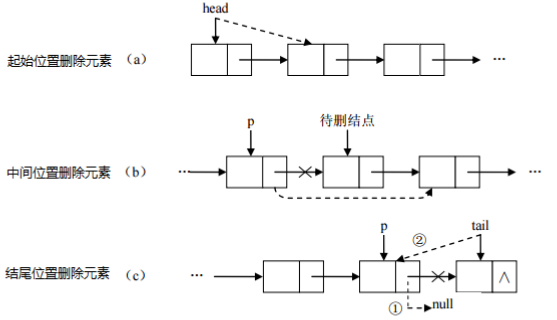 head
起始位置删除元素 (a)
···
p 待删结点
··· 中间位置删除元素 (b) ···
p ② tail
结尾位置删除元素 (c) ··· ∧
① null